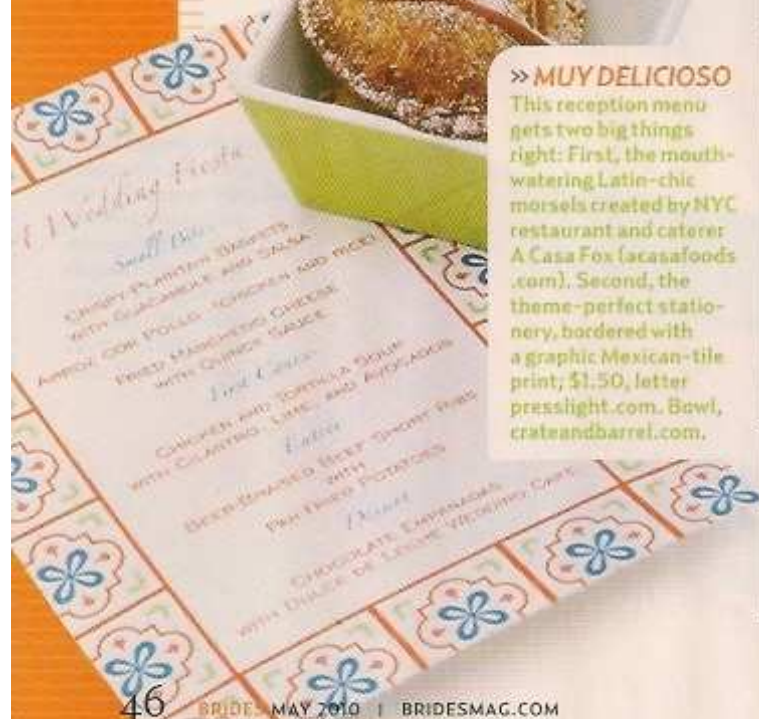 A Wedding Fiesta
Small Bites
CRISPY PLANTAIN BASKETS
WITH GUACAMOLE AND SALSA
ARROZ CON POLLO (CHICKEN AND RICE)
FRIED MANCHEGO CHEESE
WITH QUINCE SAUCE
First Course
CHICKEN AND TORTILLA SOUP
WITH CILANTRO, LIME, AND AVOCADOS
Entrée
BEER-BRAISED BEEF SHORT RIBS
WITH
PAN FRIED POTATOES
Dessert
CHOCOLATE EMPANADAS
WITH DULCE DE LECHE WEDDING CAKE
>> MUY DELICIOSO
This reception menu
gets two big things
right: First, the mouth-
watering Latin-chic
morsels created by NYC
restaurant and caterer
A Casa Fox (acasafoods
.com). Second, the
theme-perfect statio-
nery, bordered with
a graphic Mexican-tile
print; $1.50, letter
presslight.com. Bowl,
crateandbarrel.com.
46 BRIDES MAY 2010 | BRIDESMAG.COM